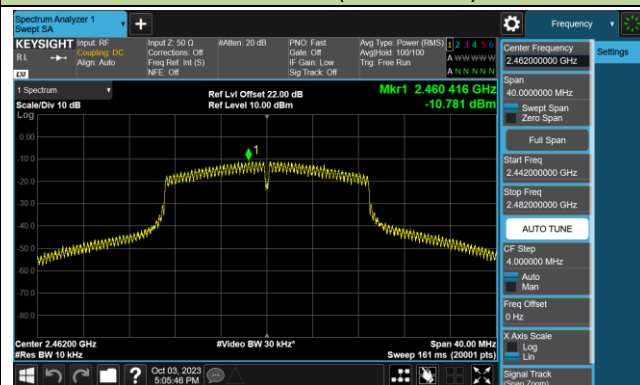 Spectrum Analyzer 1
Swept SA
+
Frequency
KEYSIGHT
RL
LXI
Input: RF
Coupling: DC
Align: Auto
Input Z: 50 Ω
Corrections: Off
Freq Ref: Int (S)
NFE: Off
#Atten: 20 dB
PNO: Fast
Gate: Off
IF Gain: Low
Sig Track: Off
Avg Type: Power (RMS)
Avg|Hold: 100/100
Trig: Free Run
1 2 3 4 5 6
A W W W W W
A N N N N N
1 Spectrum
Scale/Div 10 dB
Log
Ref Lvl Offset 22.00 dB
Ref Level 10.00 dBm
Mkr1 2.460 416 GHz
-10.781 dBm
1
0.00
-10.0
-20.0
-30.0
-40.0
-50.0
-60.0
-70.0
-80.0
Center 2.46200 GHz
#Res BW 10 kHz
#Video BW 30 kHz*
Span 40.00 MHz
Sweep 161 ms (20001 pts)
Center Frequency
2.462000000 GHz
Settings
Span
40.0000000 MHz
Swept Span
Zero Span
Full Span
Start Freq
2.442000000 GHz
Stop Freq
2.482000000 GHz
AUTO TUNE
CF Step
4.000000 MHz
Auto
Man
Freq Offset
0 Hz
X Axis Scale
Log
Lin
Signal Track
(Span Zoom)
?
Oct 03, 2023
5:05:46 PM